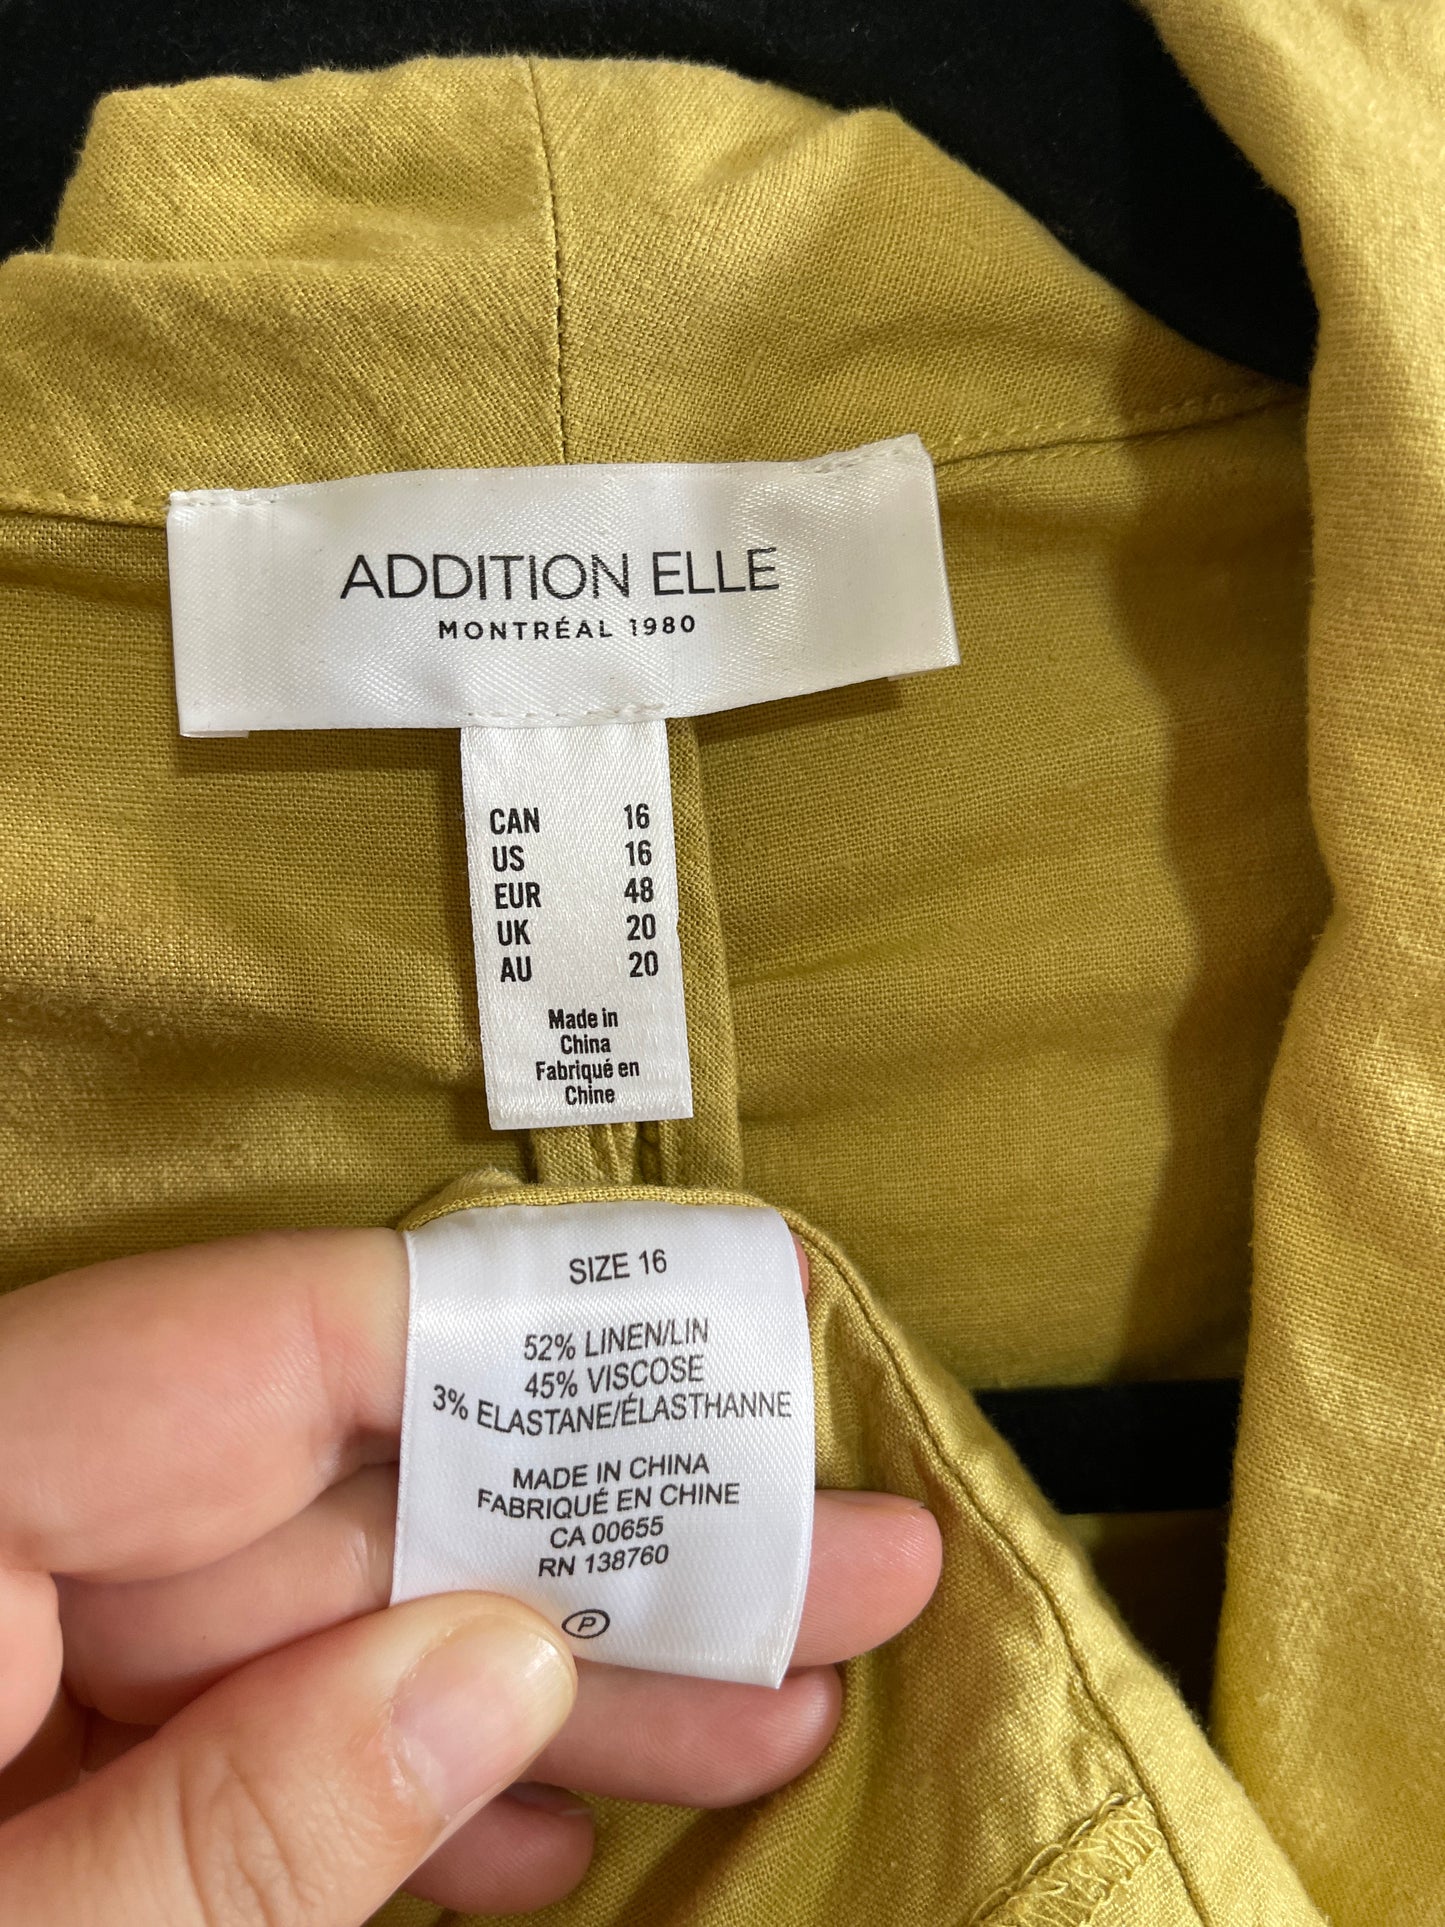 ADDITION ELLE
MONTRÉAL 1980
CAN 16
US 16
EUR 48
UK 20
AU 20
Made in
China
Fabriqué en
Chine
SIZE 16
52% LINEN/LIN
45% VISCOSE
3% ELASTANE/ÉLASTHANNE
MADE IN CHINA
FABRIQUÉ EN CHINE
CA 00655
RN 138760
P